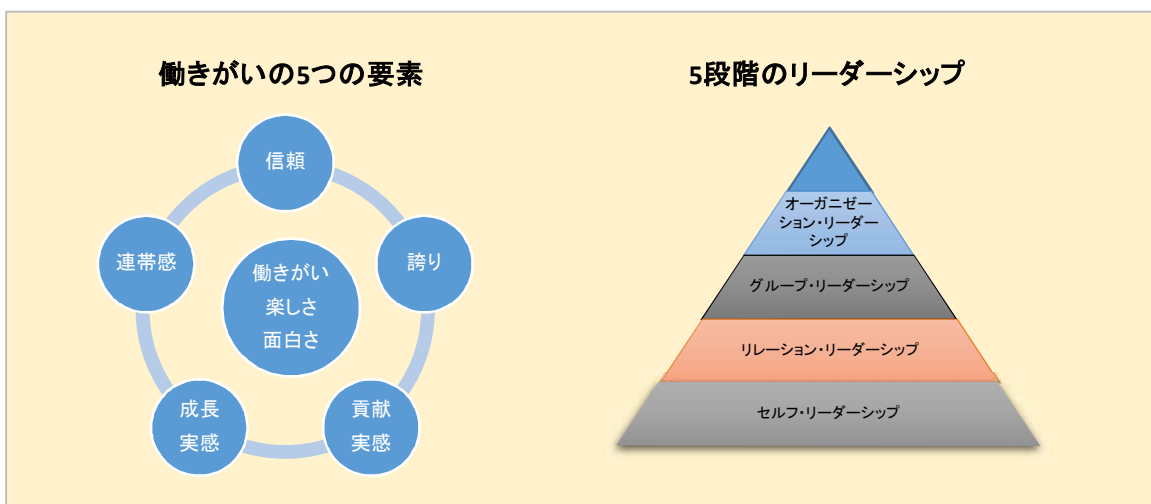 働きがいの5つの要素
信頼
誇り
貢献
実感
成長
実感
連帯感
働きがい
楽しさ
面白さ
5段階のリーダーシップ
オーガニゼー
ション・リーダー
シップ
グループ・リーダーシップ
リレーション・リーダーシップ
セルフ・リーダーシップ